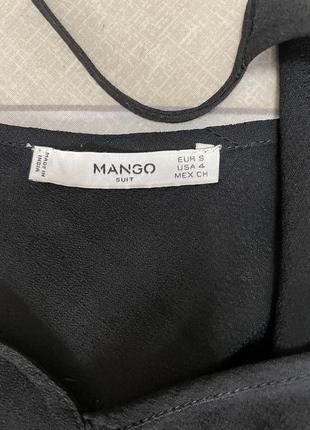 MANGO
SUIT
EUR S
USA 4
MEX CH
MADE IN
INDIA